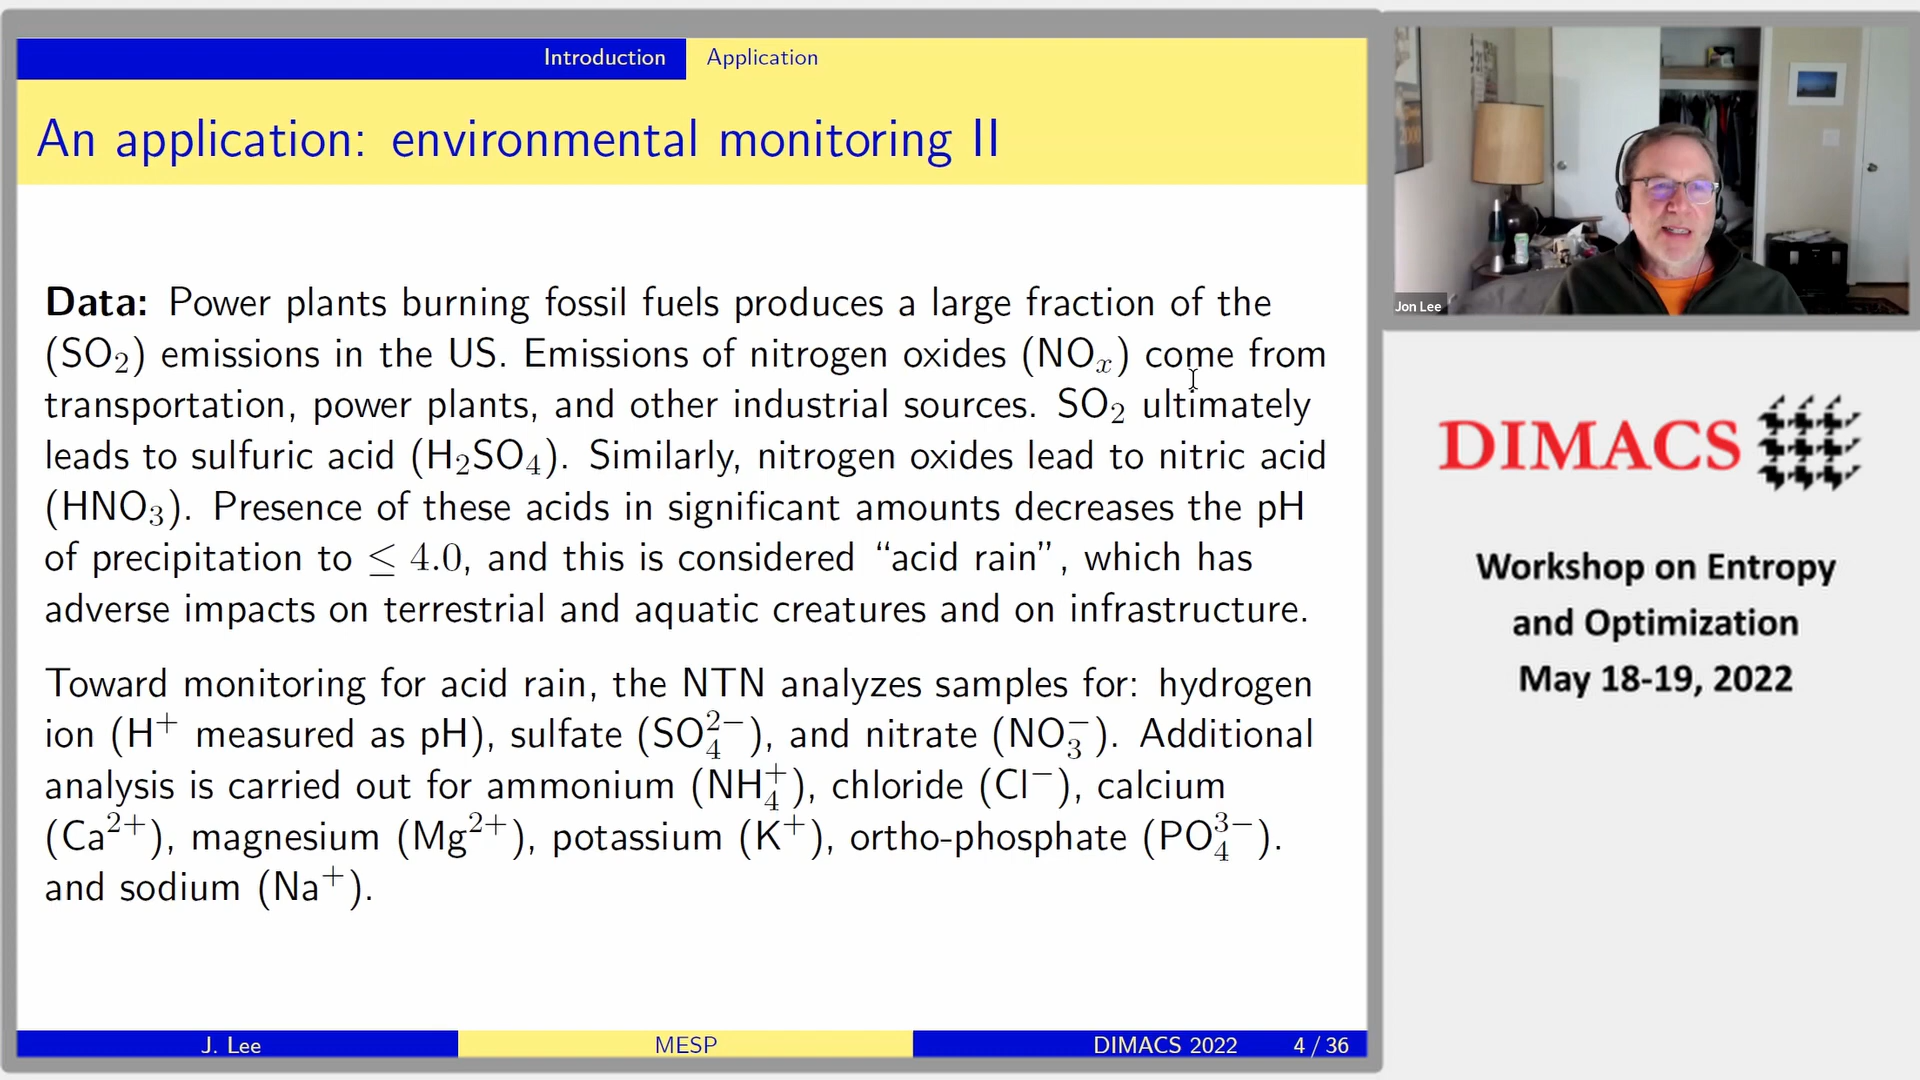 Introduction Application
An application: environmental monitoring II
Data: Power plants burning fossil fuels produces a large fraction of the
(SO₂) emissions in the US. Emissions of nitrogen oxides (NOₓ) come from
transportation, power plants, and other industrial sources. SO₂ ultimately
leads to sulfuric acid (H₂SO₄). Similarly, nitrogen oxides lead to nitric acid
(HNO₃). Presence of these acids in significant amounts decreases the pH
of precipitation to ≤ 4.0, and this is considered “acid rain”, which has
adverse impacts on terrestrial and aquatic creatures and on infrastructure.
Toward monitoring for acid rain, the NTN analyzes samples for: hydrogen
ion (H⁺ measured as pH), sulfate (SO₄²⁻), and nitrate (NO₃⁻). Additional
analysis is carried out for ammonium (NH₄⁺), chloride (Cl⁻), calcium
(Ca²⁺), magnesium (Mg²⁺), potassium (K⁺), ortho-phosphate (PO₄³⁻).
and sodium (Na⁺).
J. Lee MESP DIMACS 2022 4 / 36
Jon Lee
DIMACS
Workshop on Entropy
and Optimization
May 18-19, 2022